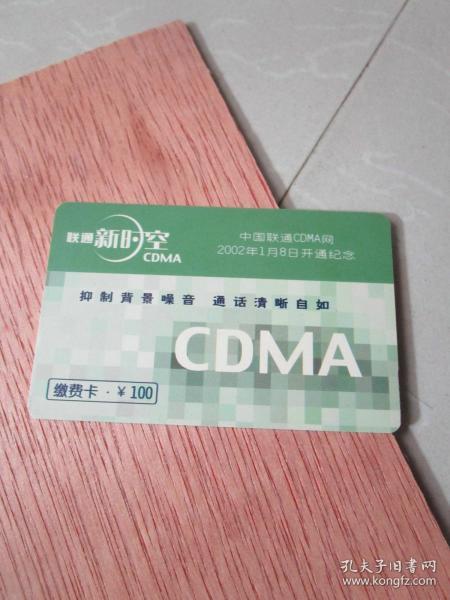 联通新时空
CDMA
中国联通CDMA网
2002年1月8日开通纪念
抑制背景噪音 通话清晰自如
CDMA
缴费卡·￥100
孔夫子旧书网
www.kongfz.com